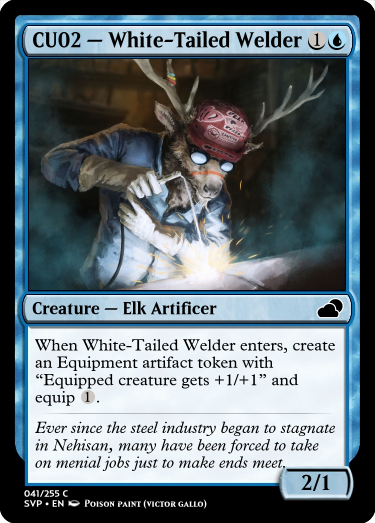 CU02 — White-Tailed Welder 1
Creature — Elk Artificer
When White-Tailed Welder enters, create
an Equipment artifact token with
“Equipped creature gets +1/+1” and
equip 1.
Ever since the steel industry began to stagnate
in Nehisan, many have been forced to take
on menial jobs just to make ends meet.
2/1
041/255 C
SVP • EN Poison paint (victor gallo)